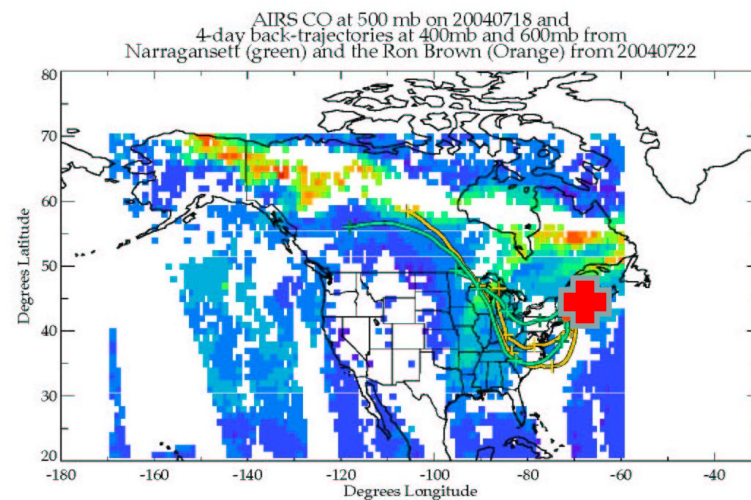 AIRS CO at 500 mb on 20040718 and
4-day back-trajectories at 400mb and 600mb from
Narragansett (green) and the Ron Brown (Orange) from 20040722
80
70
60
50
40
30
20
Degrees Latitude
-180 -160 -140 -120 -100 -80 -60 -40
Degrees Longitude